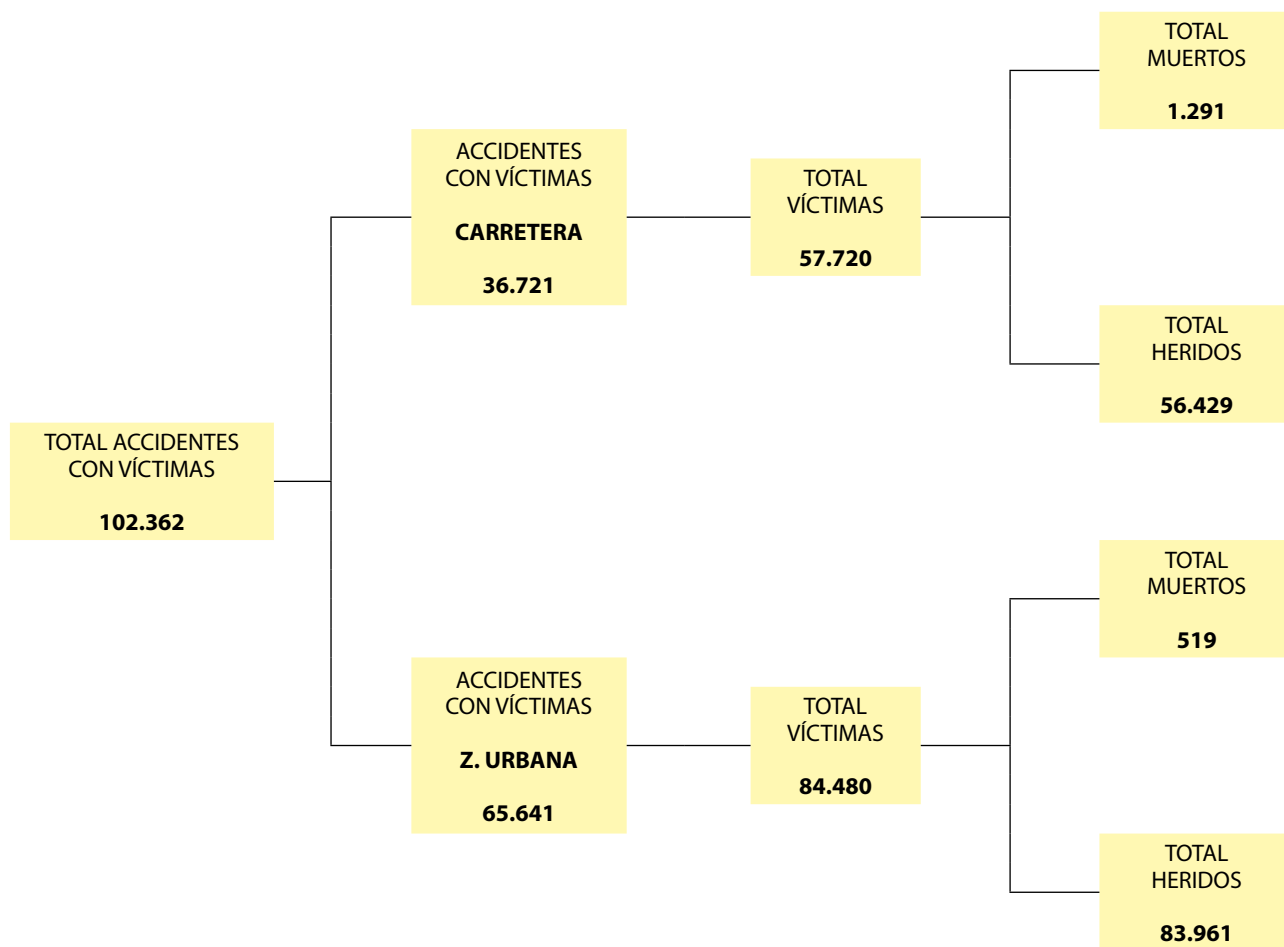 TOTAL ACCIDENTES
CON VÍCTIMAS
102.362
ACCIDENTES
CON VÍCTIMAS
CARRETERA
36.721
TOTAL
VÍCTIMAS
57.720
TOTAL
MUERTOS
1.291
TOTAL
HERIDOS
56.429
ACCIDENTES
CON VÍCTIMAS
Z. URBANA
65.641
TOTAL
VÍCTIMAS
84.480
TOTAL
MUERTOS
519
TOTAL
HERIDOS
83.961